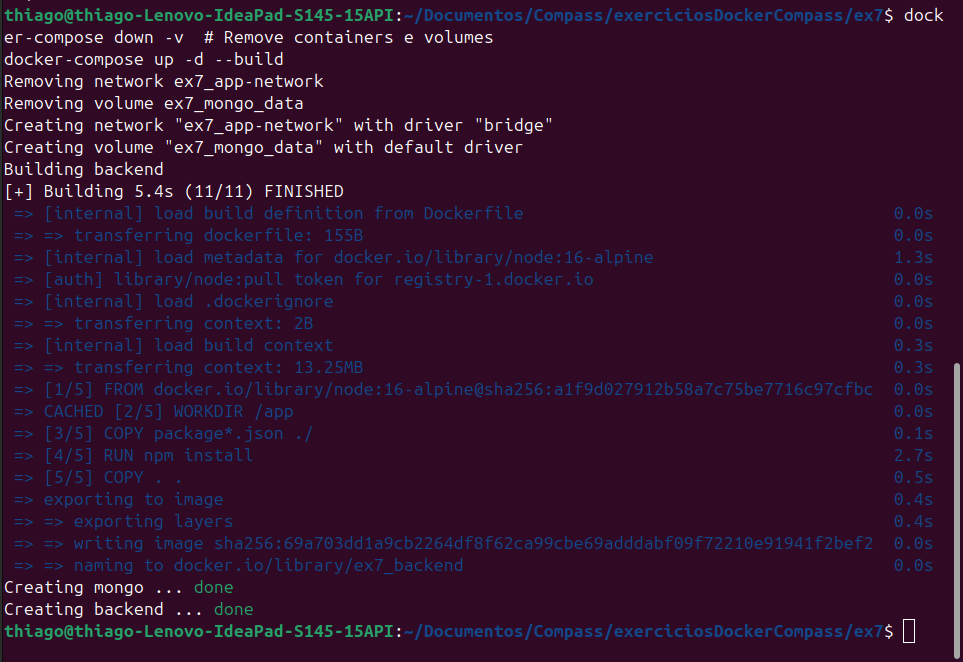 thiago@thiago-Lenovo-IdeaPad-S145-15API:~/Documentos/Compass/exerciciosDockerCompass/ex7$ dock
er-compose down -v  # Remove containers e volumes
docker-compose up -d --build
Removing network ex7_app-network
Removing volume ex7_mongo_data
Creating network "ex7_app-network" with driver "bridge"
Creating volume "ex7_mongo_data" with default driver
Building backend
[+] Building 5.4s (11/11) FINISHED
 => [internal] load build definition from Dockerfile 0.0s
 => => transferring dockerfile: 155B 0.0s
 => [internal] load metadata for docker.io/library/node:16-alpine 1.3s
 => [auth] library/node:pull token for registry-1.docker.io 0.0s
 => [internal] load .dockerignore 0.0s
 => => transferring context: 2B 0.0s
 => [internal] load build context 0.3s
 => => transferring context: 13.25MB 0.3s
 => [1/5] FROM docker.io/library/node:16-alpine@sha256:a1f9d027912b58a7c75be7716c97cfbc 0.0s
 => CACHED [2/5] WORKDIR /app 0.0s
 => [3/5] COPY package*.json ./ 0.1s
 => [4/5] RUN npm install 2.7s
 => [5/5] COPY . . 0.5s
 => exporting to image 0.4s
 => => exporting layers 0.4s
 => => writing image sha256:69a703dd1a9cb2264df8f62ca99cbe69adddabf09f72210e91941f2bef2 0.0s
 => => naming to docker.io/library/ex7_backend 0.0s
Creating mongo ... done
Creating backend ... done
thiago@thiago-Lenovo-IdeaPad-S145-15API:~/Documentos/Compass/exerciciosDockerCompass/ex7$